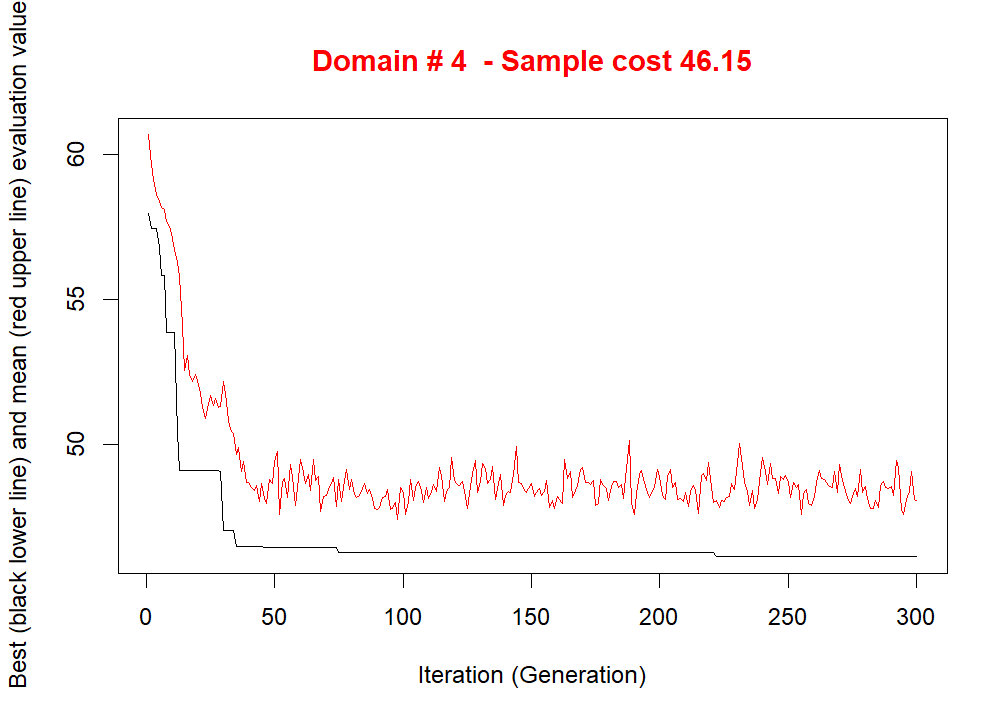 Domain # 4  - Sample cost 46.15
Best (black lower line) and mean (red upper line) evaluation value
60
55
50
0 50 100 150 200 250 300
Iteration (Generation)